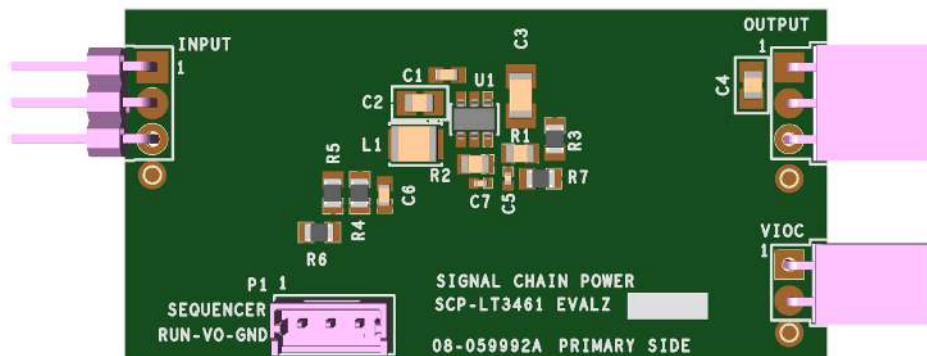 INPUT
1
OUTPUT
1
C3
C1
U1
C2
C4
L1
R1
R3
R2
R5
C7
C5
R7
C6
R4
R6
VIOC
1
P1 1
SEQUENCER
RUN-VO-GND
SIGNAL CHAIN POWER
SCP-LT3461 EVALZ
08-059992A PRIMARY SIDE